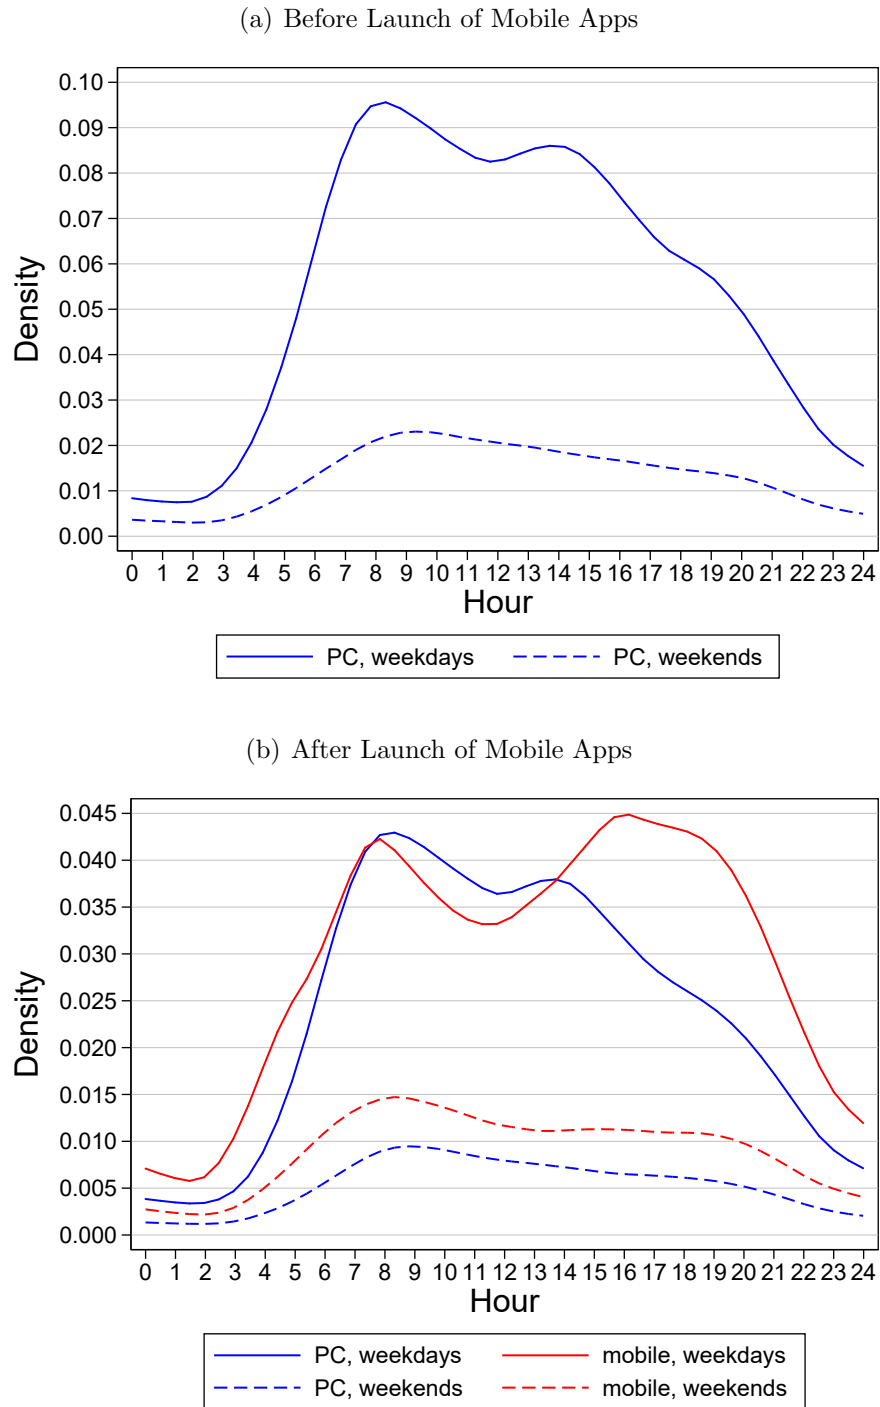 (a) Before Launch of Mobile Apps
0.10
0.09
0.08
0.07
0.06
0.05
0.04
0.03
0.02
0.01
0.00
Density
0 1 2 3 4 5 6 7 8 9 10 11 12 13 14 15 16 17 18 19 20 21 22 23 24
Hour
PC, weekdays PC, weekends
(b) After Launch of Mobile Apps
0.045
0.040
0.035
0.030
0.025
0.020
0.015
0.010
0.005
0.000
Density
0 1 2 3 4 5 6 7 8 9 10 11 12 13 14 15 16 17 18 19 20 21 22 23 24
Hour
PC, weekdays mobile, weekdays
PC, weekends mobile, weekends